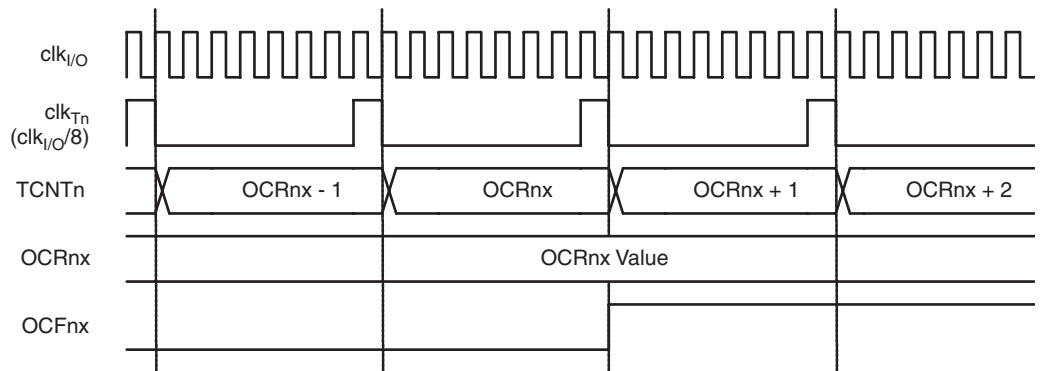 clkI/O
clkTn
(clkI/O/8)
TCNTn
OCRnx - 1
OCRnx
OCRnx + 1
OCRnx + 2
OCRnx
OCRnx Value
OCFnx